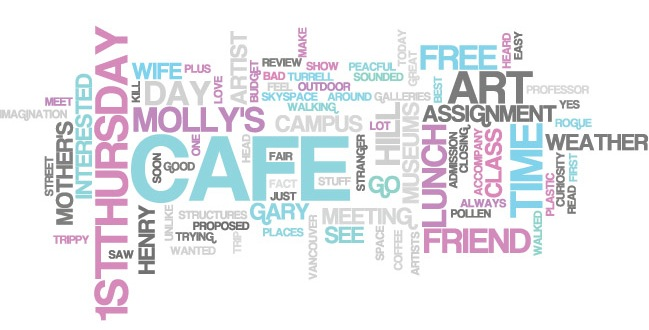 IMAGINATION
MEET
STREET
MOTHER'S
INTERESTED
TRIPPY
1STTHURSDAY
SAW
HENRY
WIFE
PLUS
KILL
DAY
LOVE
ARTIST
BUDGET
REVIEW
MAKE
BAD
SHOW
TURRELL
FEEL
OUTDOOR
SKYSPACE
AROUND
WALKING
PEACEFUL
SOUNDED
TODAY
GREAT
GALLERIES
MOLLY'S
CAMPUS
LOT
HILL
MUSEUMS
SOON
GOOD
ONE
HEAD
CAFE
FAIR
FACT
STUFF
JUST
STRANGER
GO
UNLIKE
STRUCTURES
PROPOSED
TRYING
WANTED
TRIP
GARY
PLACES
VANCOUVER
MEETING
SEE
SPACE
COFFEE
ARTISTS
FREE
HEARD
EASY
BEST
ART
PROFESSOR
ASSIGNMENT
YES
ROGUE
WEATHER
LUNCH
ADMISSION
CLOSING
ACCOMPANY
CLASS
TIME
ALWAYS
POLLEN
FRIEND
WALKED
PLASTIC
CURIOSITY
READ
FIRST